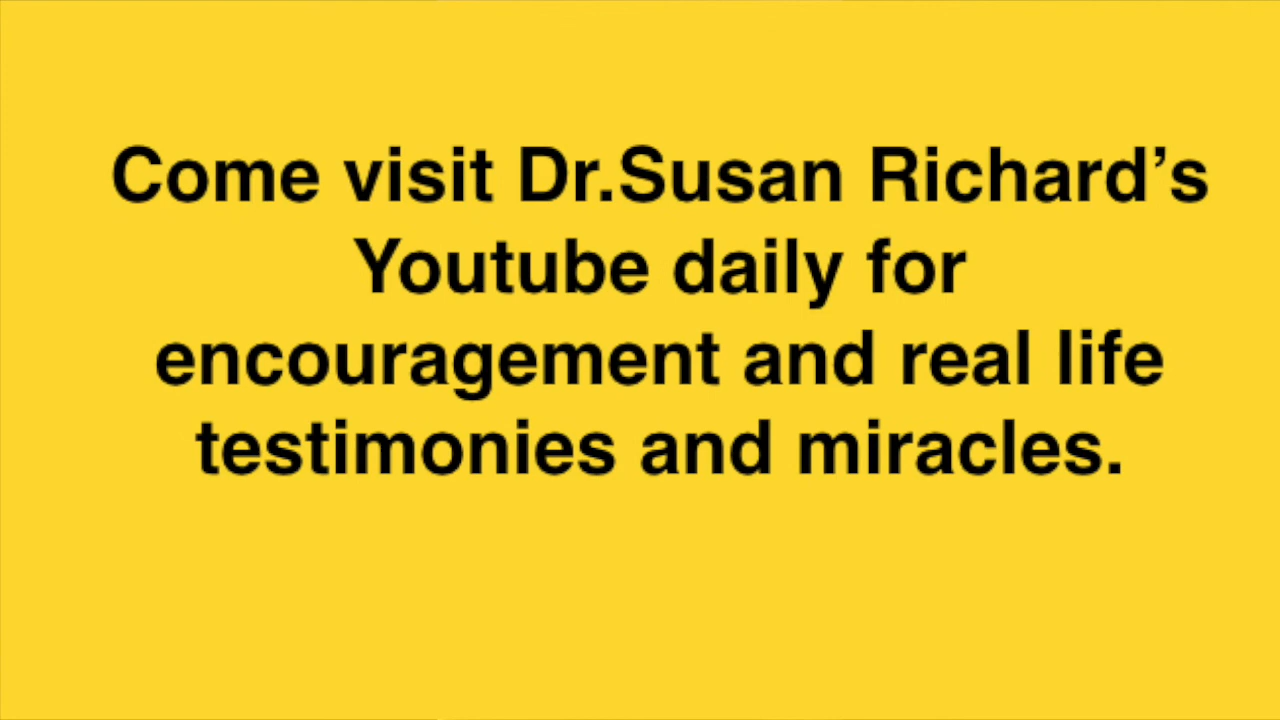 Come visit Dr.Susan Richard’s
Youtube daily for
encouragement and real life
testimonies and miracles.